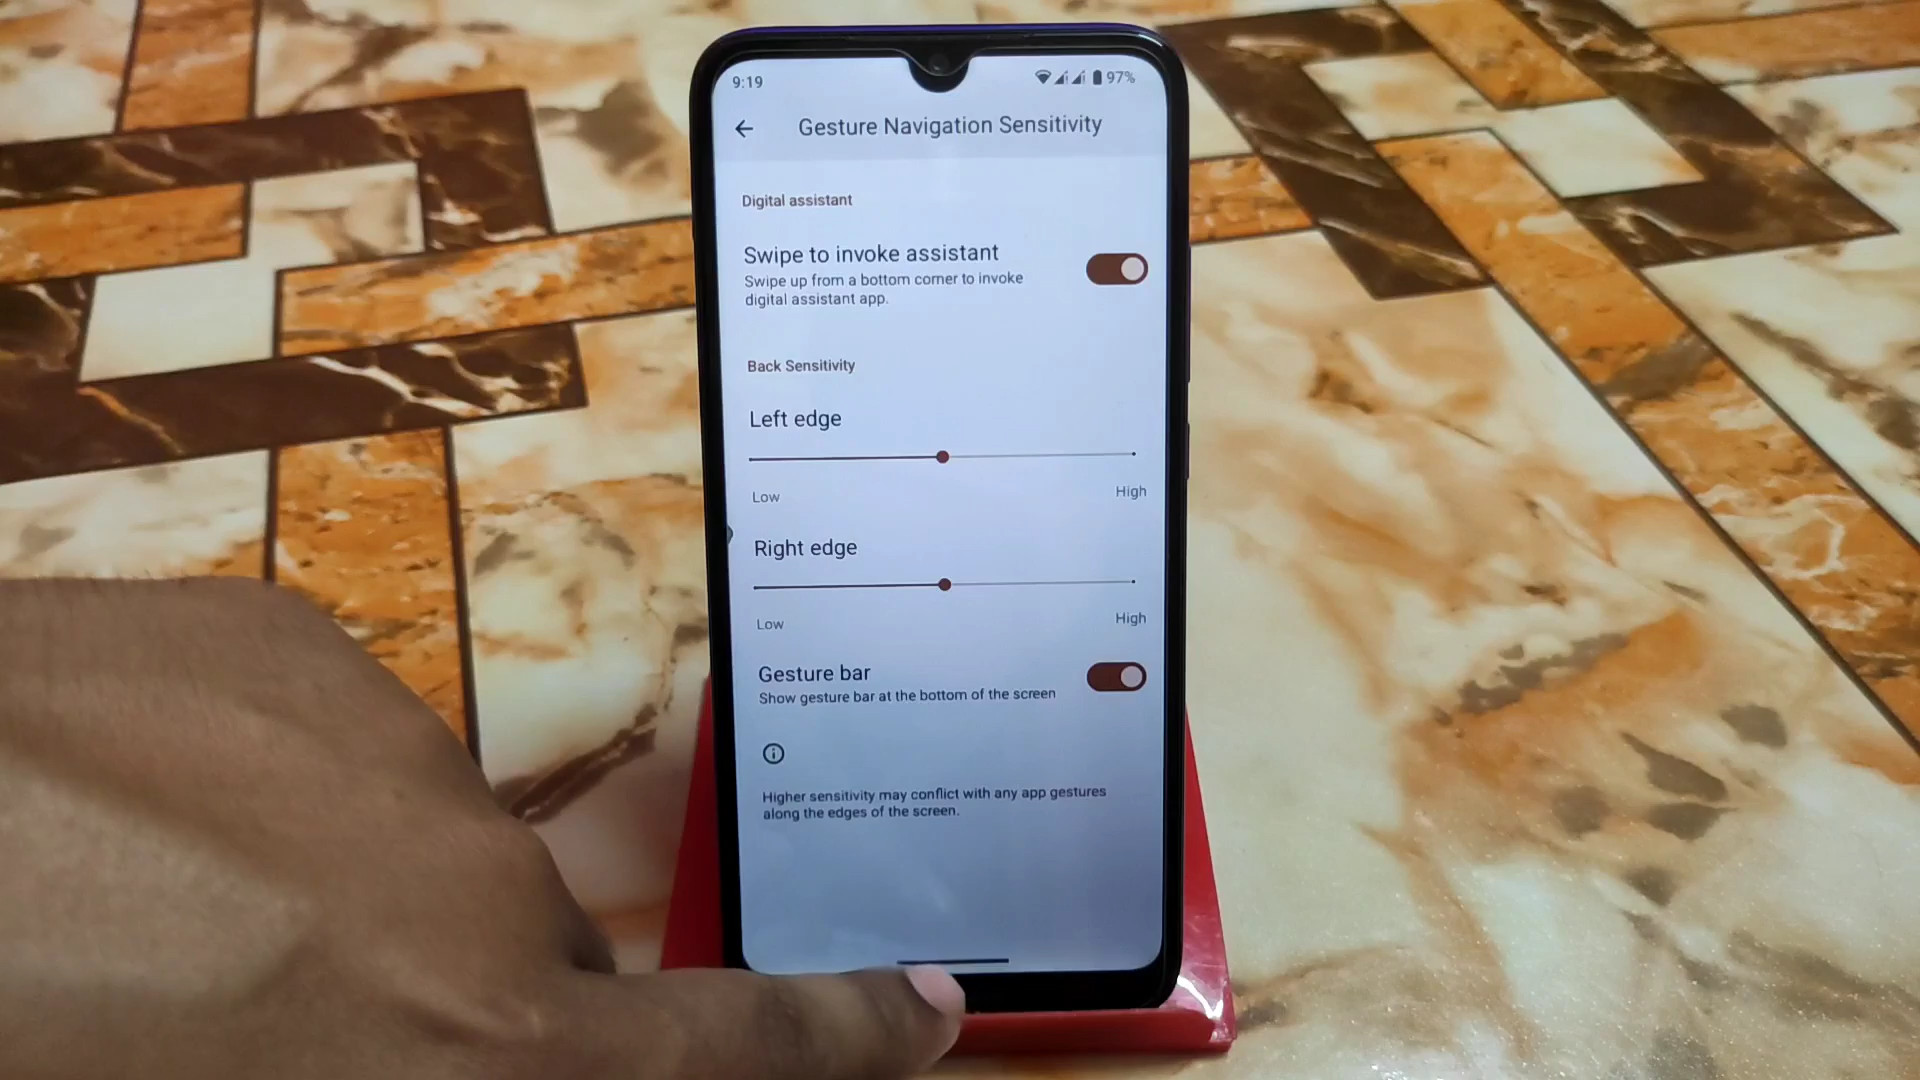 9:19
97%
Gesture Navigation Sensitivity
Digital assistant
Swipe to invoke assistant
Swipe up from a bottom corner to invoke
digital assistant app.
Back Sensitivity
Left edge
Low
High
Right edge
Low
High
Gesture bar
Show gesture bar at the bottom of the screen
Higher sensitivity may conflict with any app gestures
along the edges of the screen.